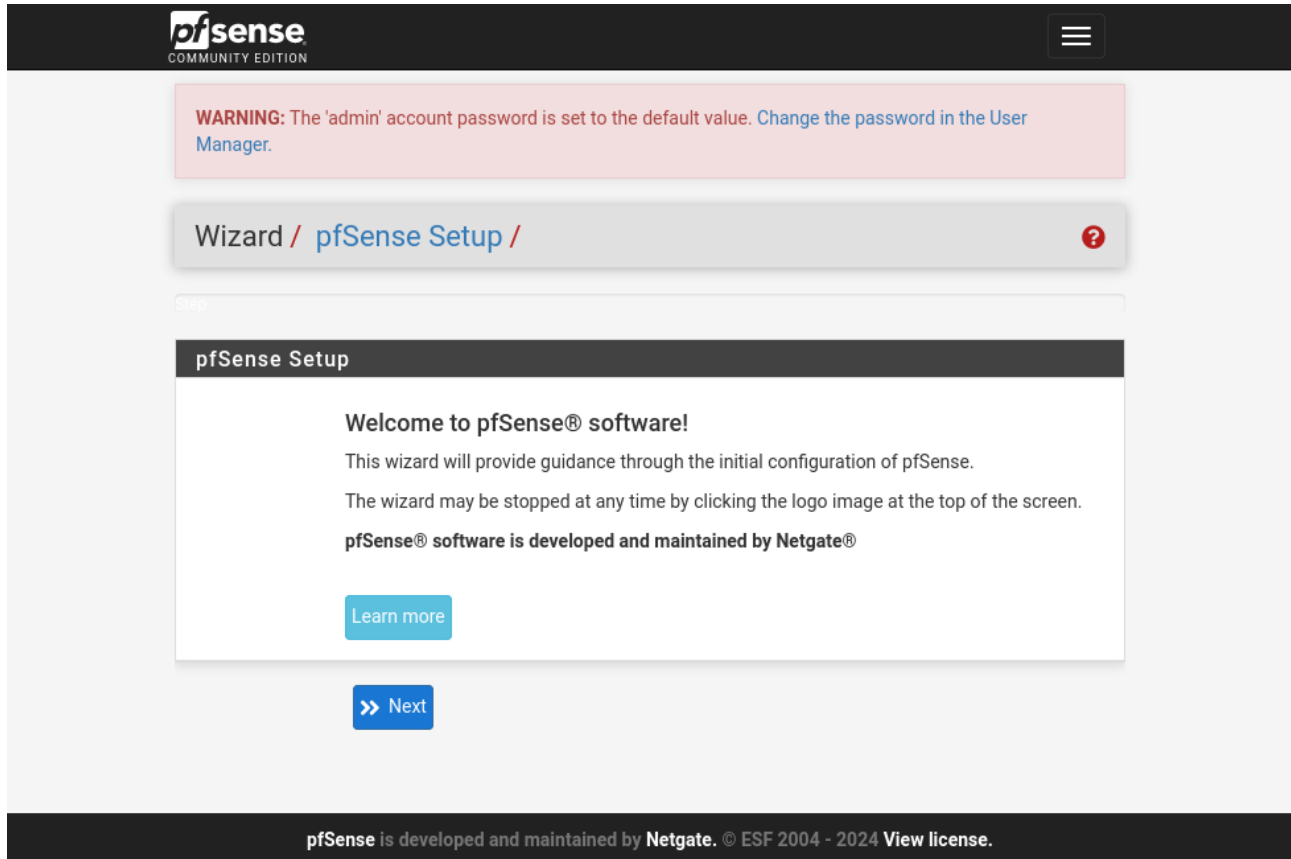 pfsense
COMMUNITY EDITION
WARNING: The 'admin' account password is set to the default value. Change the password in the User
Manager.
Wizard / pfSense Setup /
Step
pfSense Setup
Welcome to pfSense® software!
This wizard will provide guidance through the initial configuration of pfSense.
The wizard may be stopped at any time by clicking the logo image at the top of the screen.
pfSense® software is developed and maintained by Netgate®
Learn more
Next
pfSense is developed and maintained by Netgate. © ESF 2004 - 2024 View license.